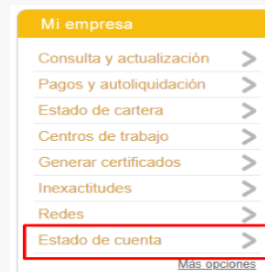 Mi empresa
Consulta y actualización
Pagos y autoliquidación
Estado de cartera
Centros de trabajo
Generar certificados
Inexactitudes
Redes
Estado de cuenta
Más opciones